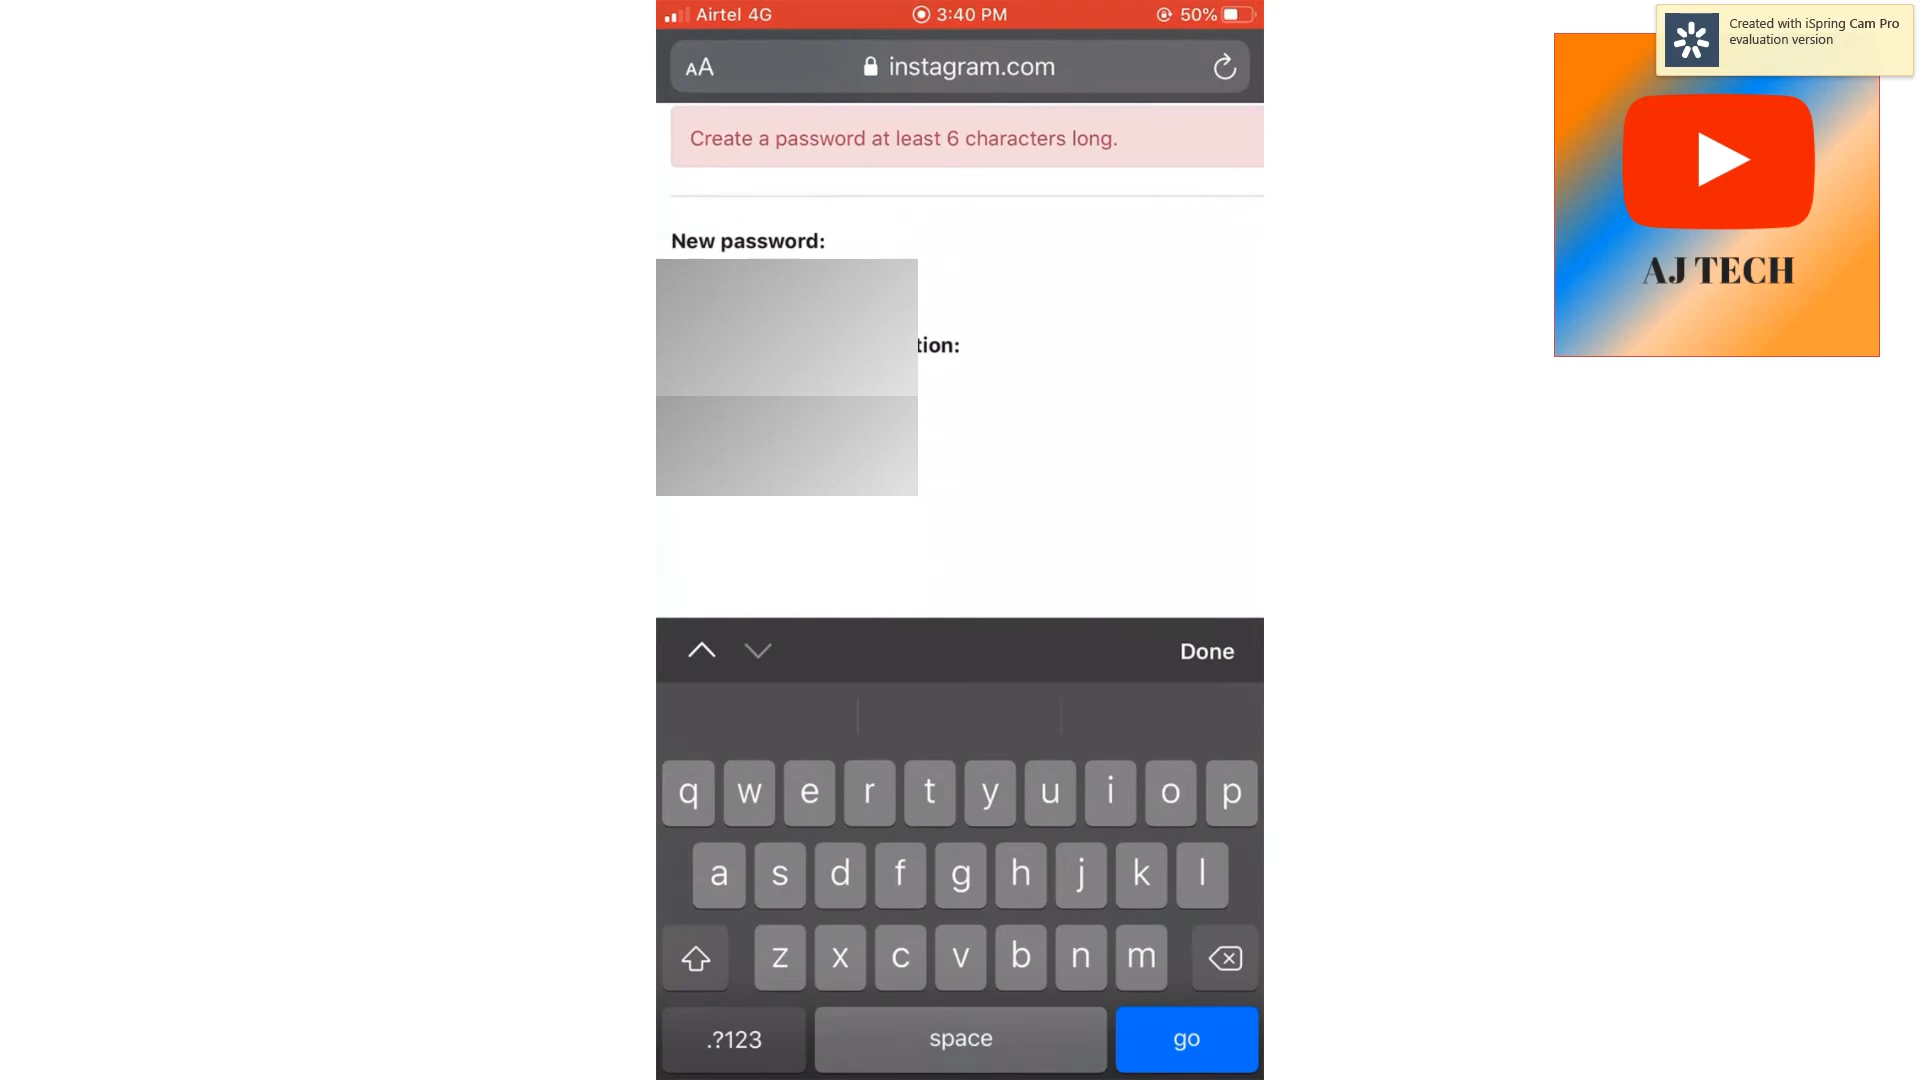 Airtel 4G
3:40 PM
50%
AA
instagram.com
Create a password at least 6 characters long.
New password:
tion:
Done
q w e r t y u i o p
a s d f g h j k l
z x c v b n m
.?123
space
go
Created with iSpring Cam Pro
evaluation version
AJ TECH